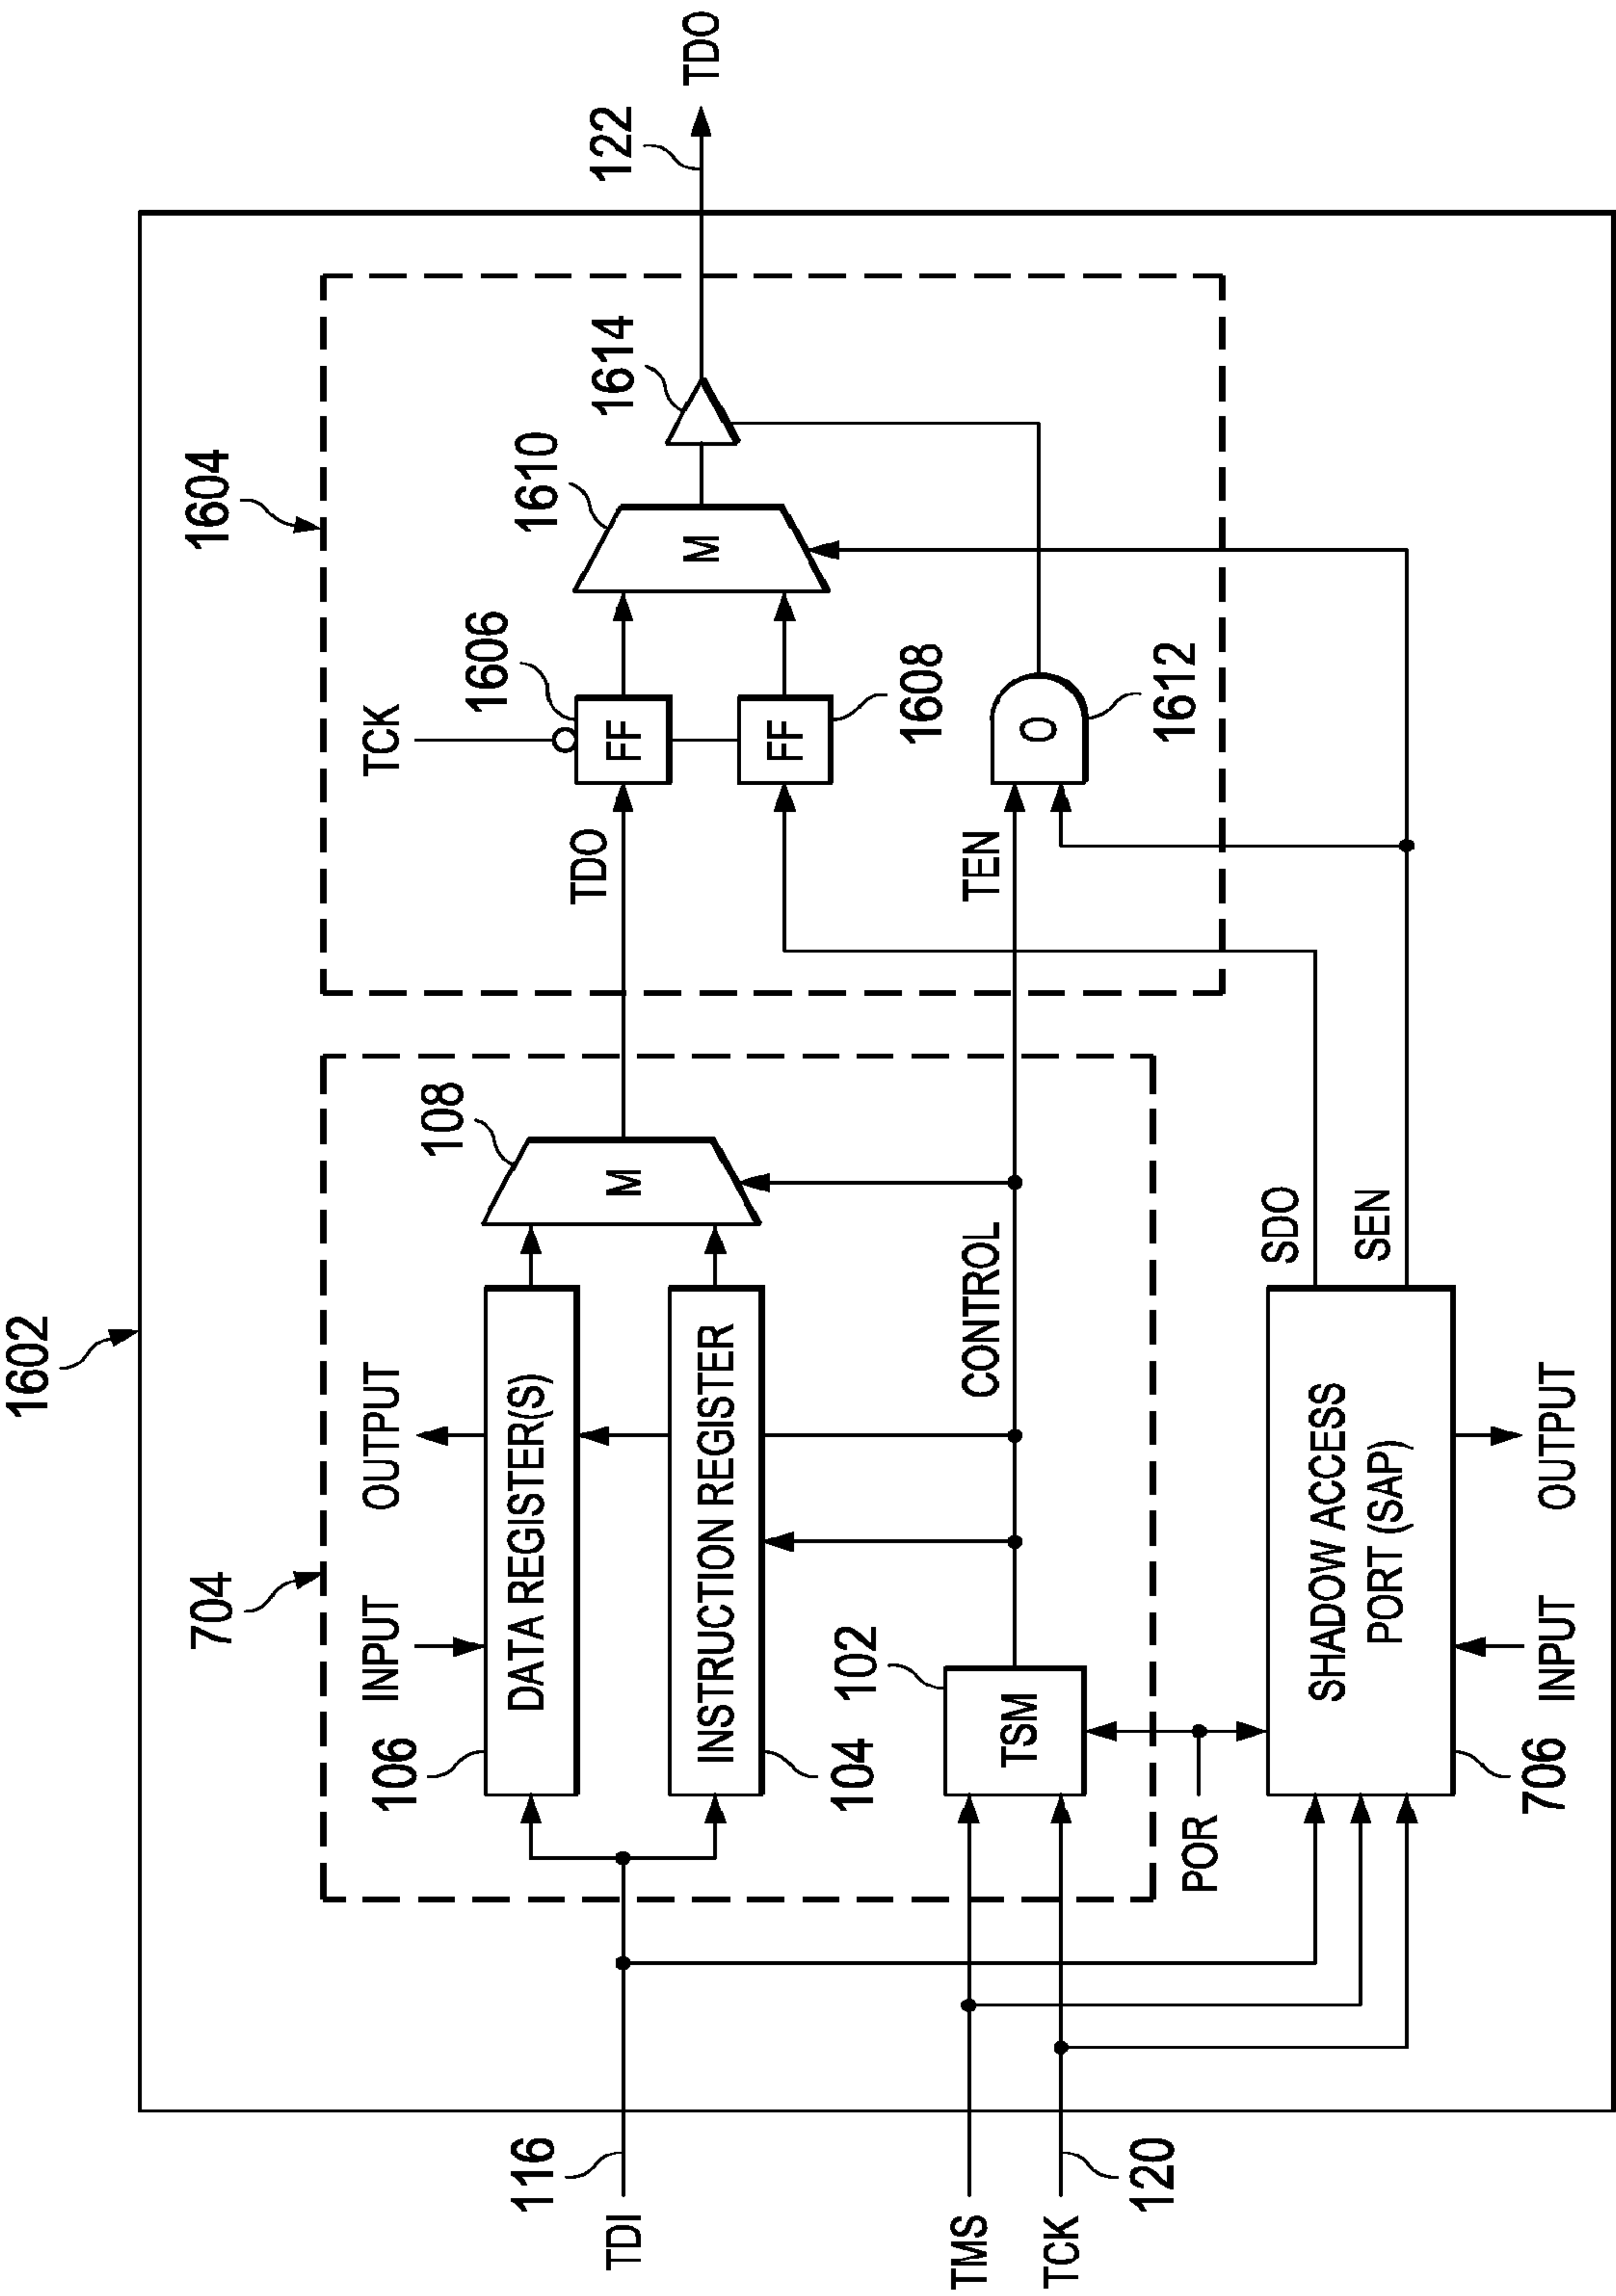 1602
704
1604
116
TDI
TMS
TCK
120
106
INPUT
OUTPUT
DATA REGISTER(S)
INSTRUCTION REGISTER
104
102
TSM
CONTROL
108
M
TDO
TCK
1606
FF
FF
1608
1610
M
1614
122
TDO
TEN
O
1612
POR
SHADOW ACCESS
PORT (SAP)
706
INPUT
OUTPUT
SDO
SEN